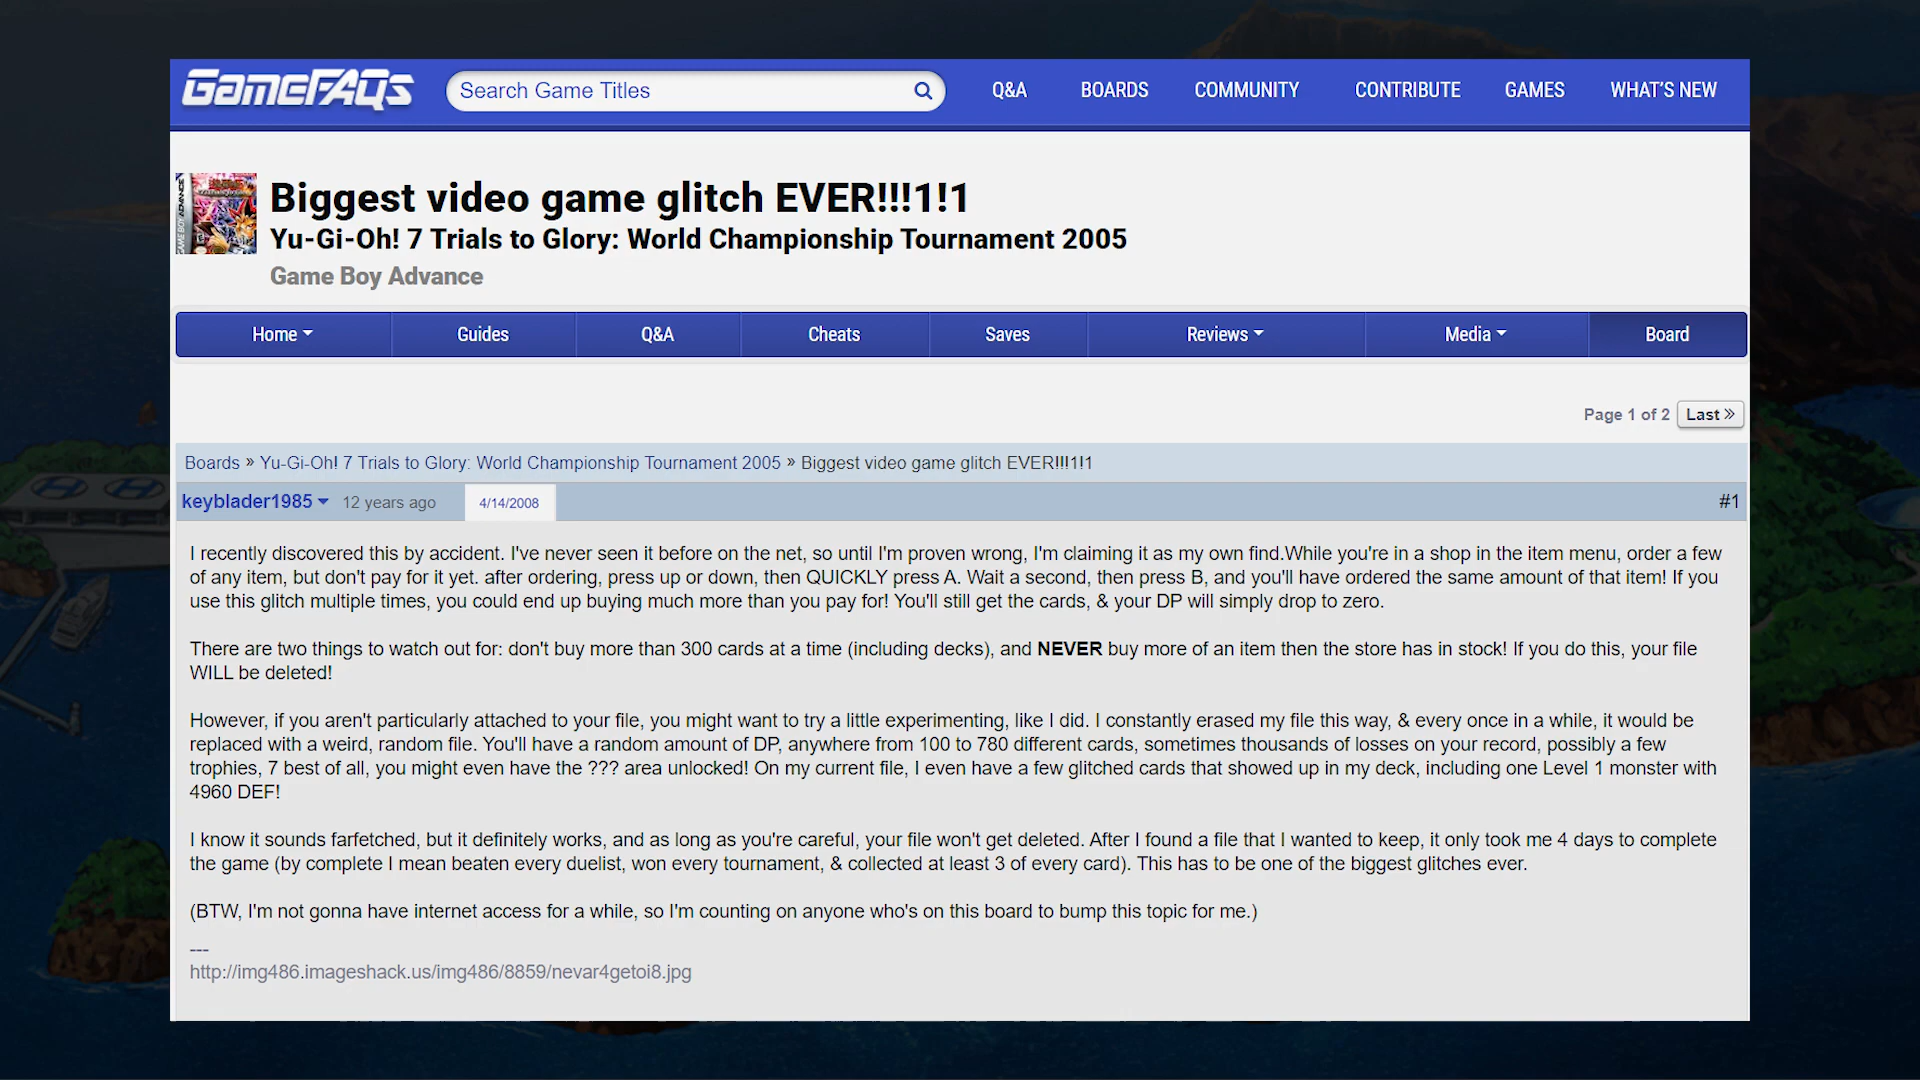 GameFAQs
Search Game Titles
Q&A
BOARDS
COMMUNITY
CONTRIBUTE
GAMES
WHAT'S NEW
GAME BOY ADVANCE
Biggest video game glitch EVER!!!1!1
Yu-Gi-Oh! 7 Trials to Glory: World Championship Tournament 2005
Game Boy Advance
Home
Guides
Q&A
Cheats
Saves
Reviews
Media
Board
Page 1 of 2
Last »
Boards » Yu-Gi-Oh! 7 Trials to Glory: World Championship Tournament 2005 » Biggest video game glitch EVER!!!1!1
keyblader1985 12 years ago 4/14/2008 #1
I recently discovered this by accident. I've never seen it before on the net, so until I'm proven wrong, I'm claiming it as my own find.While you're in a shop in the item menu, order a few
of any item, but don't pay for it yet. after ordering, press up or down, then QUICKLY press A. Wait a second, then press B, and you'll have ordered the same amount of that item! If you
use this glitch multiple times, you could end up buying much more than you pay for! You'll still get the cards, & your DP will simply drop to zero.
There are two things to watch out for: don't buy more than 300 cards at a time (including decks), and NEVER buy more of an item then the store has in stock! If you do this, your file
WILL be deleted!
However, if you aren't particularly attached to your file, you might want to try a little experimenting, like I did. I constantly erased my file this way, & every once in a while, it would be
replaced with a weird, random file. You'll have a random amount of DP, anywhere from 100 to 780 different cards, sometimes thousands of losses on your record, possibly a few
trophies, 7 best of all, you might even have the ??? area unlocked! On my current file, I even have a few glitched cards that showed up in my deck, including one Level 1 monster with
4960 DEF!
I know it sounds farfetched, but it definitely works, and as long as you're careful, your file won't get deleted. After I found a file that I wanted to keep, it only took me 4 days to complete
the game (by complete I mean beaten every duelist, won every tournament, & collected at least 3 of every card). This has to be one of the biggest glitches ever.
(BTW, I'm not gonna have internet access for a while, so I'm counting on anyone who's on this board to bump this topic for me.)
---
http://img486.imageshack.us/img486/8859/nevar4getoi8.jpg